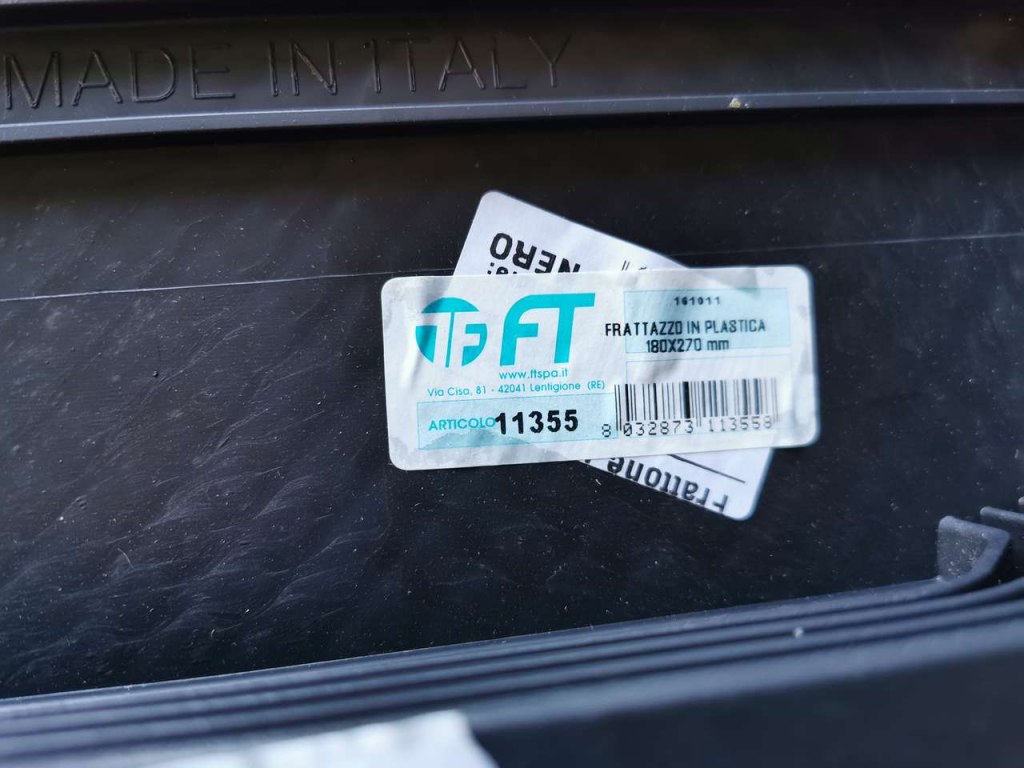 MADE IN ITALY
NERO
TF FT
www.ftspa.it
Via Cisa, 81 - 42041 Lentigione (RE)
ARTICOLO 11355
161011
FRATTAZZO IN PLASTICA
180X270 mm
8 032873 113558
Frattone